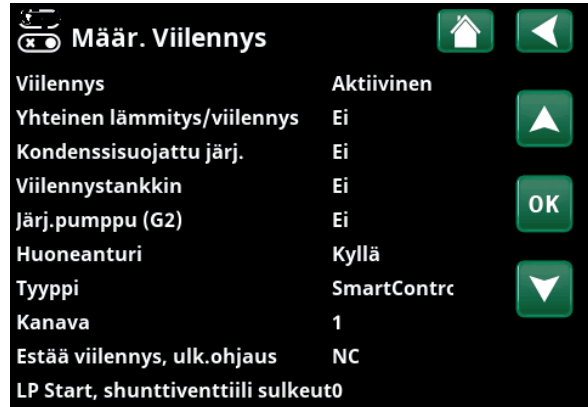 Määr. Viilennys
Viilennys Aktiivinen
Yhteinen lämmitys/viilennys Ei
Kondenssisuojattu järj. Ei
Viilennystankkin Ei
Järj.pumppu (G2) Ei
Huoneanturi Kyllä
OK
Tyyppi SmartContrc
Kanava 1
Estää viilennys, ulk.ohjaus NC
LP Start, shunttiventtiili sulkeut0